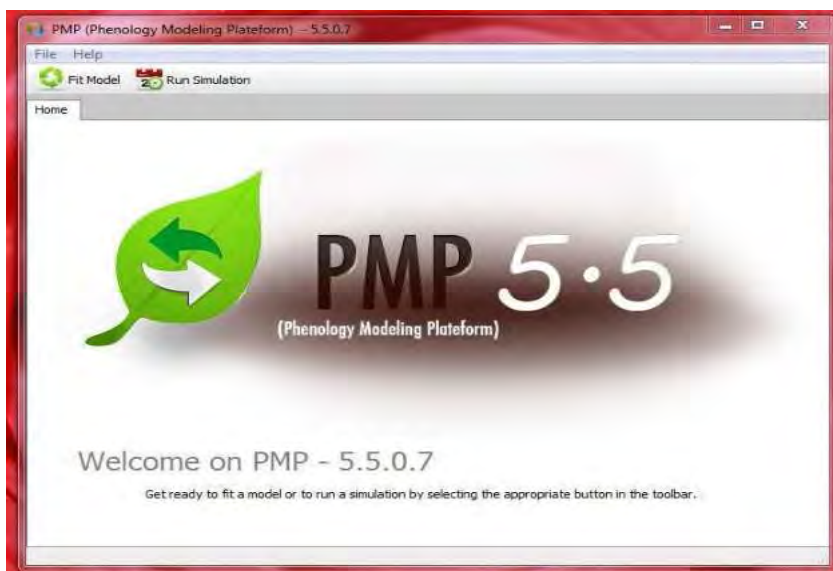 PMP (Phenology Modeling Plateform) - 5.5.0.7
File Help
Fit Model Run Simulation
Home
PMP 5.5
(Phenology Modeling Plateform)
Welcome on PMP - 5.5.0.7
Get ready to fit a model or to run a simulation by selecting the appropriate button in the toolbar.